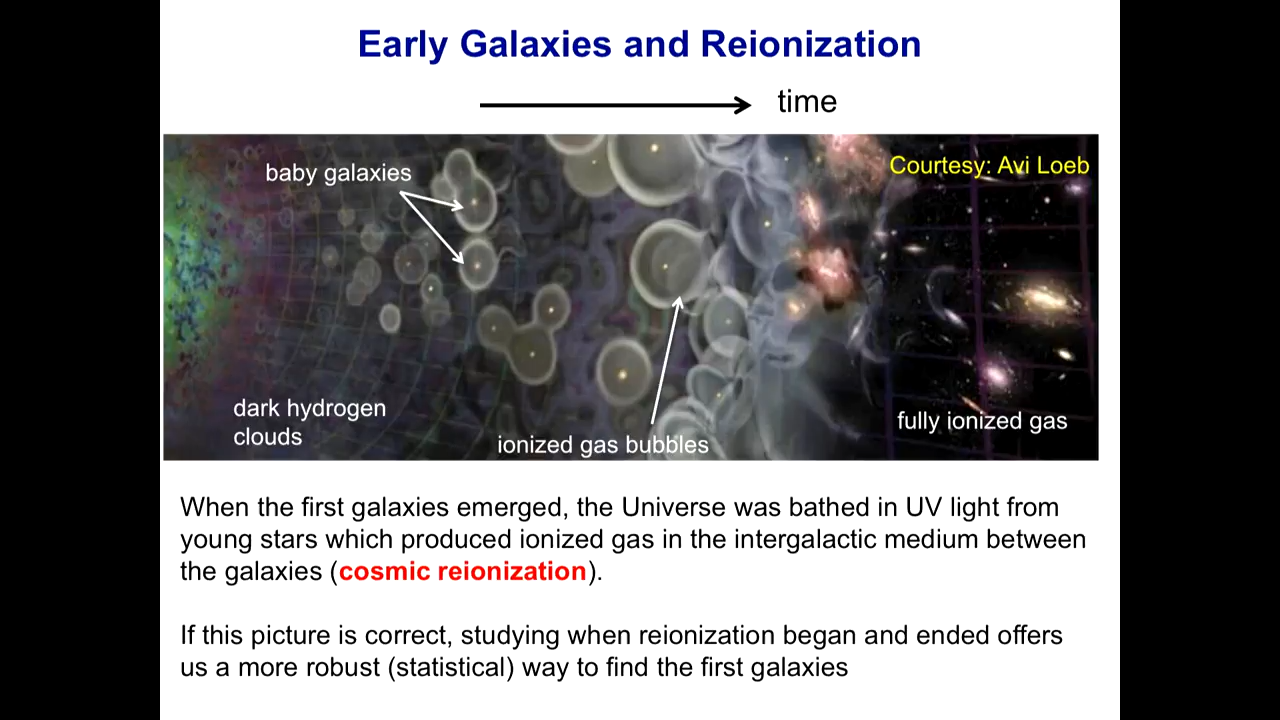 Early Galaxies and Reionization
time
baby galaxies
Courtesy: Avi Loeb
dark hydrogen
clouds
ionized gas bubbles
fully ionized gas
When the first galaxies emerged, the Universe was bathed in UV light from
young stars which produced ionized gas in the intergalactic medium between
the galaxies (cosmic reionization).
If this picture is correct, studying when reionization began and ended offers
us a more robust (statistical) way to find the first galaxies